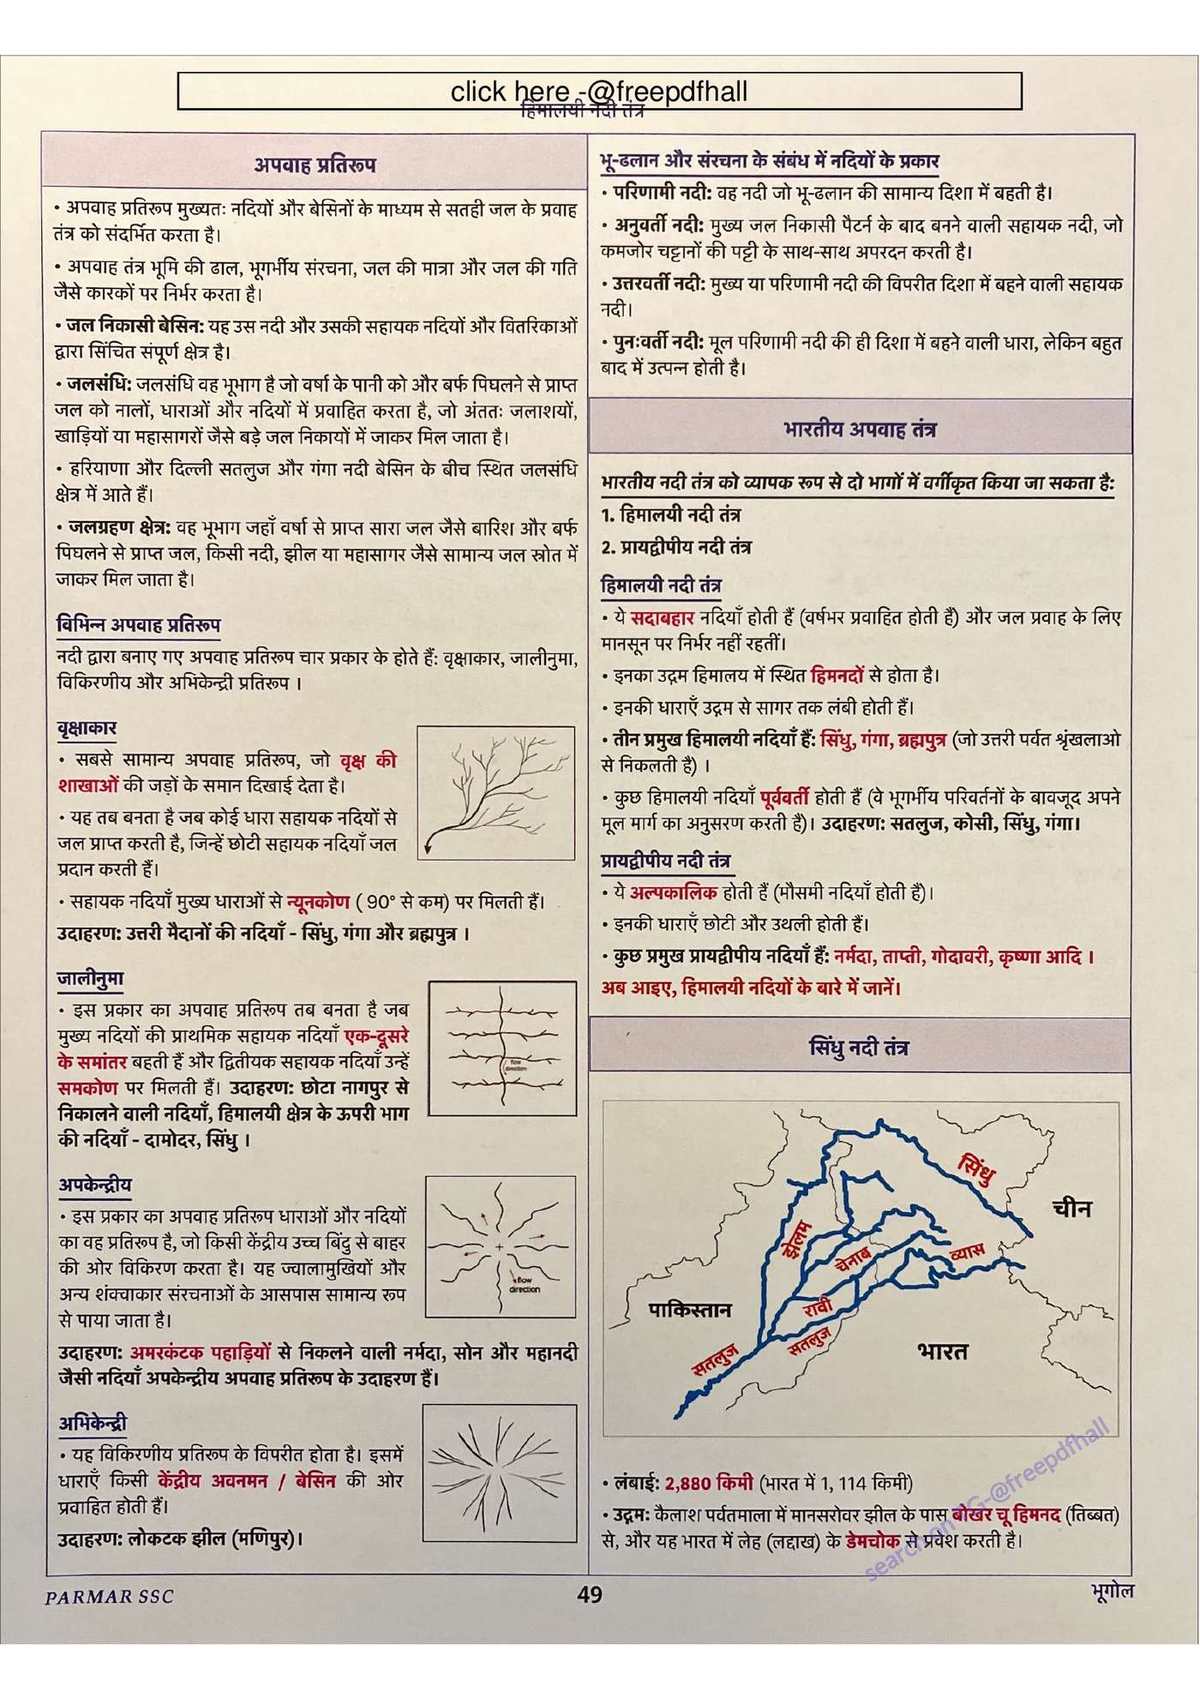 click here -@freepdfhall
हिमालयी नदी तंत्र
अपवाह प्रतिरूप
• अपवाह प्रतिरूप मुख्यतः नदियों और बेसिनों के माध्यम से सतही जल के प्रवाह
तंत्र को संदर्भित करता है।
• अपवाह तंत्र भूमि की ढाल, भूगर्भीय संरचना, जल की मात्रा और जल की गति
जैसे कारकों पर निर्भर करता है।
• जल निकासी बेसिन: यह उस नदी और उसकी सहायक नदियों और वितरिकाओं
द्वारा सिंचित संपूर्ण क्षेत्र है।
• जलसंधि: जलसंधि वह भूभाग है जो वर्षा के पानी को और बर्फ पिघलने से प्राप्त
जल को नालों, धाराओं और नदियों में प्रवाहित करता है, जो अंततः जलाशयों,
खाड़ियों या महासागरों जैसे बड़े जल निकायों में जाकर मिल जाता है।
• हरियाणा और दिल्ली सतलुज और गंगा नदी बेसिन के बीच स्थित जलसंधि
क्षेत्र में आते हैं।
• जलग्रहण क्षेत्र: वह भूभाग जहाँ वर्षा से प्राप्त सारा जल जैसे बारिश और बर्फ
पिघलने से प्राप्त जल, किसी नदी, झील या महासागर जैसे सामान्य जल स्रोत में
जाकर मिल जाता है।
विभिन्न अपवाह प्रतिरूप
नदी द्वारा बनाए गए अपवाह प्रतिरूप चार प्रकार के होते हैं: वृक्षाकार, जालीनुमा,
विकिरणीय और अभिकेन्द्री प्रतिरूप ।
वृक्षाकार
• सबसे सामान्य अपवाह प्रतिरूप, जो वृक्ष की
शाखाओं की जड़ों के समान दिखाई देता है।
• यह तब बनता है जब कोई धारा सहायक नदियों से
जल प्राप्त करती है, जिन्हें छोटी सहायक नदियाँ जल
प्रदान करती हैं।
• सहायक नदियाँ मुख्य धाराओं से न्यूनकोण ( 90° से कम) पर मिलती हैं।
उदाहरण: उत्तरी मैदानों की नदियाँ - सिंधु, गंगा और ब्रह्मपुत्र ।
जालीनुमा
• इस प्रकार का अपवाह प्रतिरूप तब बनता है जब
मुख्य नदियों की प्राथमिक सहायक नदियाँ एक-दूसरे
के समांतर बहती हैं और द्वितीयक सहायक नदियाँ उन्हें
समकोण पर मिलती हैं। उदाहरण: छोटा नागपुर से
निकालने वाली नदियाँ, हिमालयी क्षेत्र के ऊपरी भाग
की नदियाँ - दामोदर, सिंधु ।
flow
direction
अपकेन्द्रीय
• इस प्रकार का अपवाह प्रतिरूप धाराओं और नदियों
का वह प्रतिरूप है, जो किसी केंद्रीय उच्च बिंदु से बाहर
की ओर विकिरण करता है। यह ज्वालामुखियों और
अन्य शंक्वाकार संरचनाओं के आसपास सामान्य रूप
से पाया जाता है।
flow
direction
उदाहरण: अमरकंटक पहाड़ियों से निकलने वाली नर्मदा, सोन और महानदी
जैसी नदियाँ अपकेन्द्रीय अपवाह प्रतिरूप के उदाहरण हैं।
अभिकेन्द्री
• यह विकिरणीय प्रतिरूप के विपरीत होता है। इसमें
धाराएँ किसी केंद्रीय अवनमन / बेसिन की ओर
प्रवाहित होती हैं।
उदाहरण: लोकटक झील (मणिपुर)।
भू-ढलान और संरचना के संबंध में नदियों के प्रकार
• परिणामी नदी: वह नदी जो भू-ढलान की सामान्य दिशा में बहती है।
• अनुवर्ती नदी: मुख्य जल निकासी पैटर्न के बाद बनने वाली सहायक नदी, जो
कमजोर चट्टानों की पट्टी के साथ-साथ अपरदन करती है।
• उत्तरवर्ती नदी: मुख्य या परिणामी नदी की विपरीत दिशा में बहने वाली सहायक
नदी।
• पुनःवर्ती नदी: मूल परिणामी नदी की ही दिशा में बहने वाली धारा, लेकिन बहुत
बाद में उत्पन्न होती है।
भारतीय अपवाह तंत्र
भारतीय नदी तंत्र को व्यापक रूप से दो भागों में वर्गीकृत किया जा सकता है:
1. हिमालयी नदी तंत्र
2. प्रायद्वीपीय नदी तंत्र
हिमालयी नदी तंत्र
• ये सदाबहार नदियाँ होती हैं (वर्षभर प्रवाहित होती हैं) और जल प्रवाह के लिए
मानसून पर निर्भर नहीं रहतीं।
• इनका उद्गम हिमालय में स्थित हिमनदों से होता है।
• इनकी धाराएँ उद्गम से सागर तक लंबी होती हैं।
• तीन प्रमुख हिमालयी नदियाँ हैं: सिंधु, गंगा, ब्रह्मपुत्र (जो उत्तरी पर्वत श्रृंखलाओ
से निकलती है) ।
• कुछ हिमालयी नदियाँ पूर्ववर्ती होती हैं (वे भूगर्भीय परिवर्तनों के बावजूद अपने
मूल मार्ग का अनुसरण करती है)। उदाहरण: सतलुज, कोसी, सिंधु, गंगा।
प्रायद्वीपीय नदी तंत्र
• ये अल्पकालिक होती हैं (मौसमी नदियाँ होती हैं)।
• इनकी धाराएँ छोटी और उथली होती हैं।
• कुछ प्रमुख प्रायद्वीपीय नदियाँ हैं: नर्मदा, ताप्ती, गोदावरी, कृष्णा आदि ।
अब आइए, हिमालयी नदियों के बारे में जानें।
सिंधु नदी तंत्र
सिंधु
चीन
झेलम
चेनाब
व्यास
पाकिस्तान
रावी
सतलुज
सतलुज
भारत
• लंबाई: 2,880 किमी (भारत में 1, 114 किमी)
• उद्गम: कैलाश पर्वतमाला में मानसरोवर झील के पास बोखर चू हिमनद (तिब्बत)
से, और यह भारत में लेह (लद्दाख) के डेमचोक से प्रवेश करती है।
search on TG-@freepdfhall
PARMAR SSC
49
भूगोल